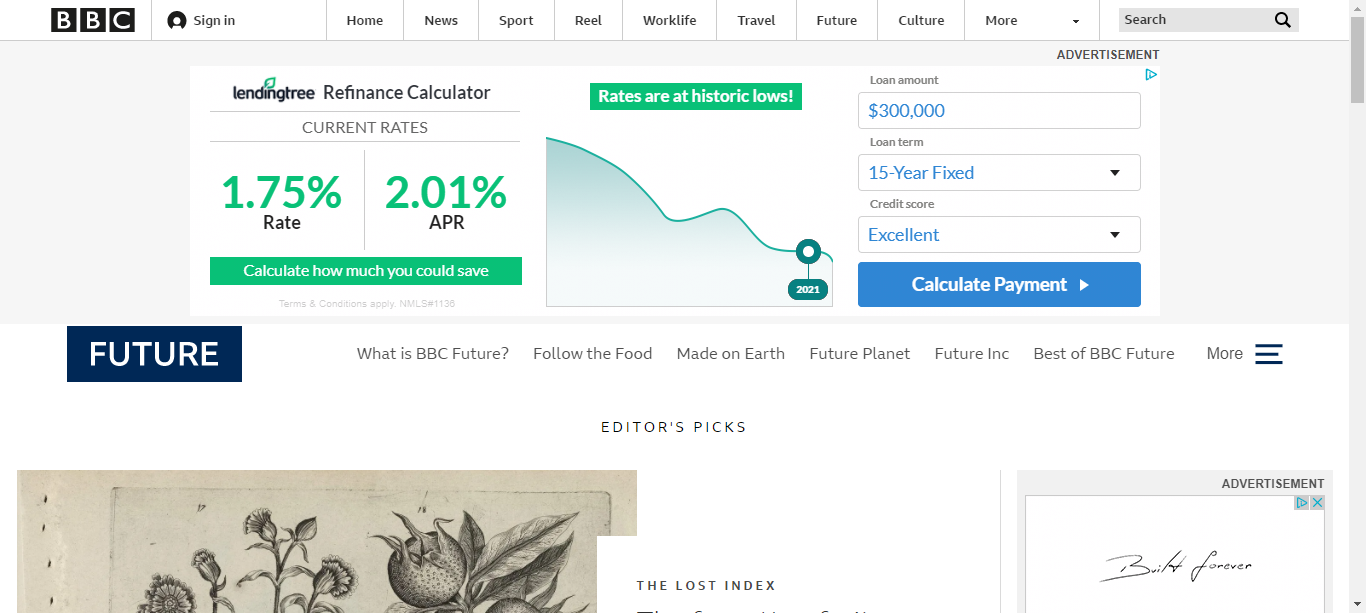 BBC
Sign in
Home
News
Sport
Reel
Worklife
Travel
Future
Culture
More
Search
ADVERTISEMENT
lendingtree Refinance Calculator
CURRENT RATES
1.75%
Rate
2.01%
APR
Calculate how much you could save
Terms & Conditions apply. NMLS#1136
Rates are at historic lows!
2021
Loan amount
$300,000
Loan term
15-Year Fixed
Credit score
Excellent
Calculate Payment
FUTURE
What is BBC Future?
Follow the Food
Made on Earth
Future Planet
Future Inc
Best of BBC Future
More
EDITOR'S PICKS
THE LOST INDEX
ADVERTISEMENT
Built forever